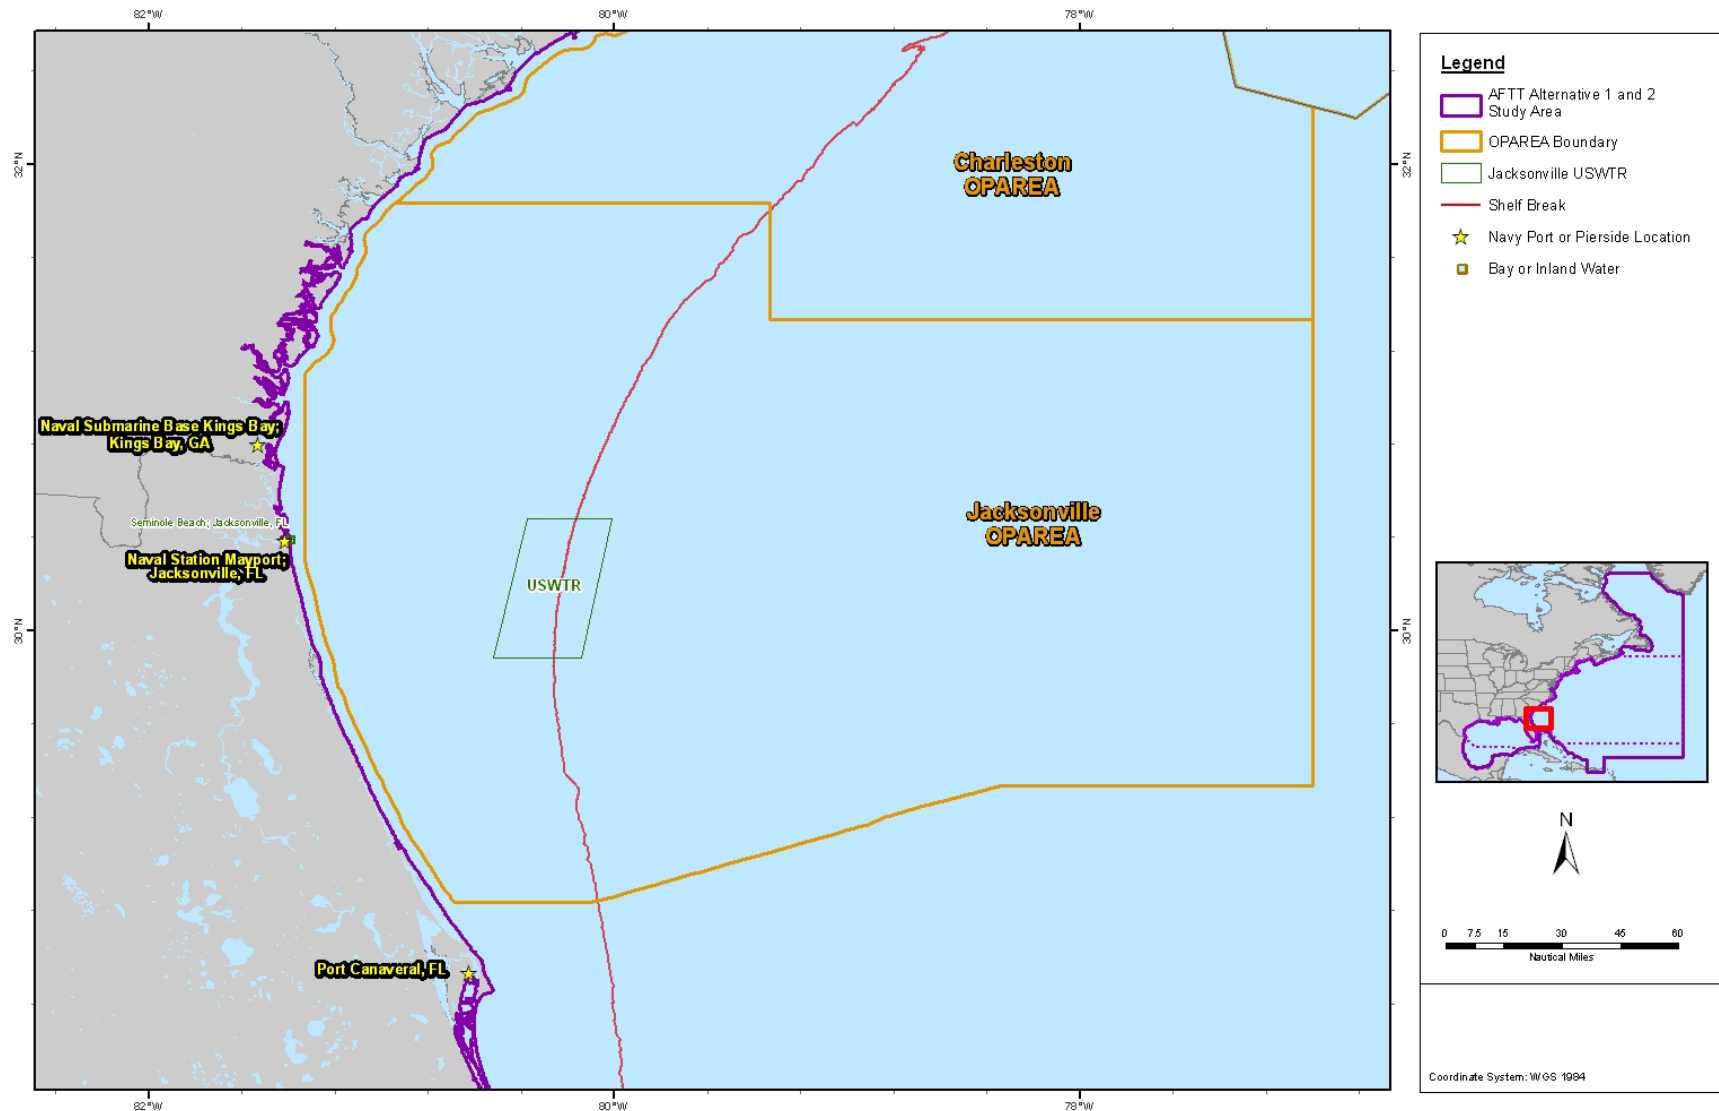 82°W 80°W 78°W
32°N
32°N
30°N
30°N
Charleston
OPAREA
Naval Submarine Base Kings Bay;
Kings Bay, GA
Seminole Beach; Jacksonville, FL
Naval Station Mayport;
Jacksonville, FL
Jacksonville
OPAREA
USWTR
Port Canaveral, FL
82°W 80°W 78°W
Legend
AFTT Alternative 1 and 2
Study Area
OPAREA Boundary
Jacksonville USWTR
Shelf Break
Navy Port or Pierside Location
Bay or Inland Water
N
0 7.5 15 30 45 60
Nautical Miles
Coordinate System: WGS 1984